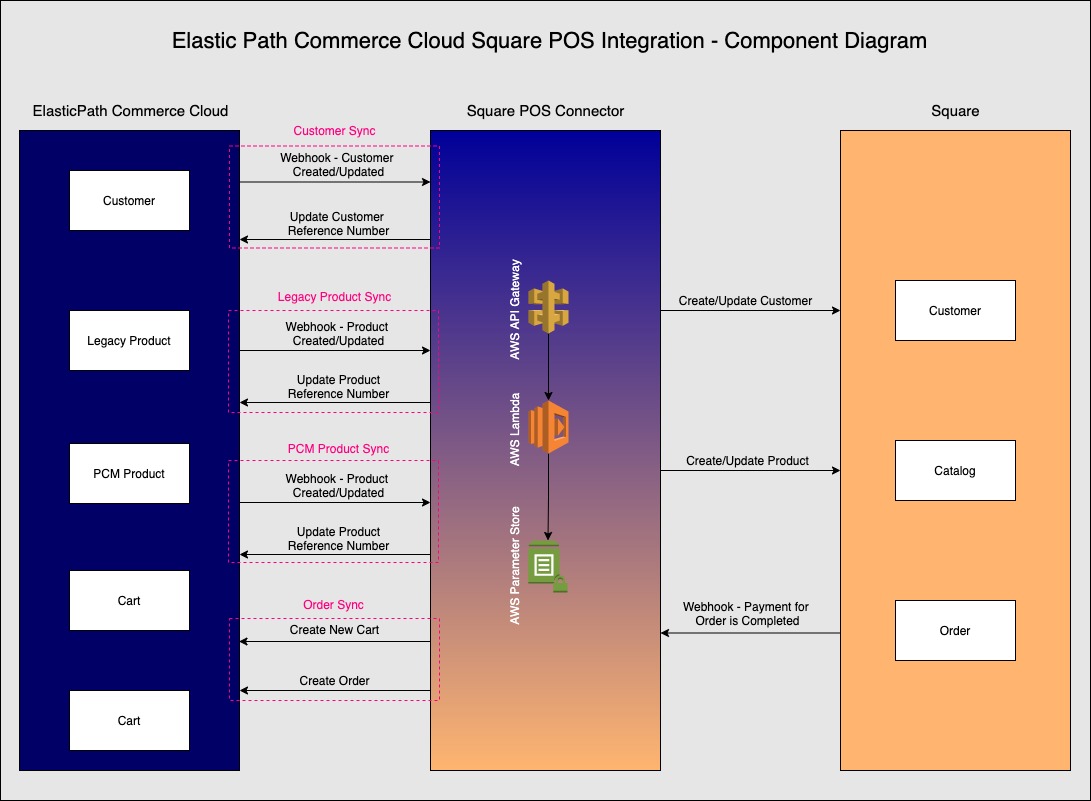 Elastic Path Commerce Cloud Square POS Integration - Component Diagram
ElasticPath Commerce Cloud
Square POS Connector
Square
Customer Sync
Webhook - Customer
Created/Updated
Customer
Update Customer
Reference Number
Legacy Product Sync
Webhook - Product
Created/Updated
Legacy Product
Update Product
Reference Number
PCM Product Sync
Webhook - Product
Created/Updated
PCM Product
Update Product
Reference Number
Cart
Order Sync
Create New Cart
Create Order
Cart
AWS API Gateway
AWS Lambda
AWS Parameter Store
Create/Update Customer
Customer
Create/Update Product
Catalog
Webhook - Payment for
Order is Completed
Order